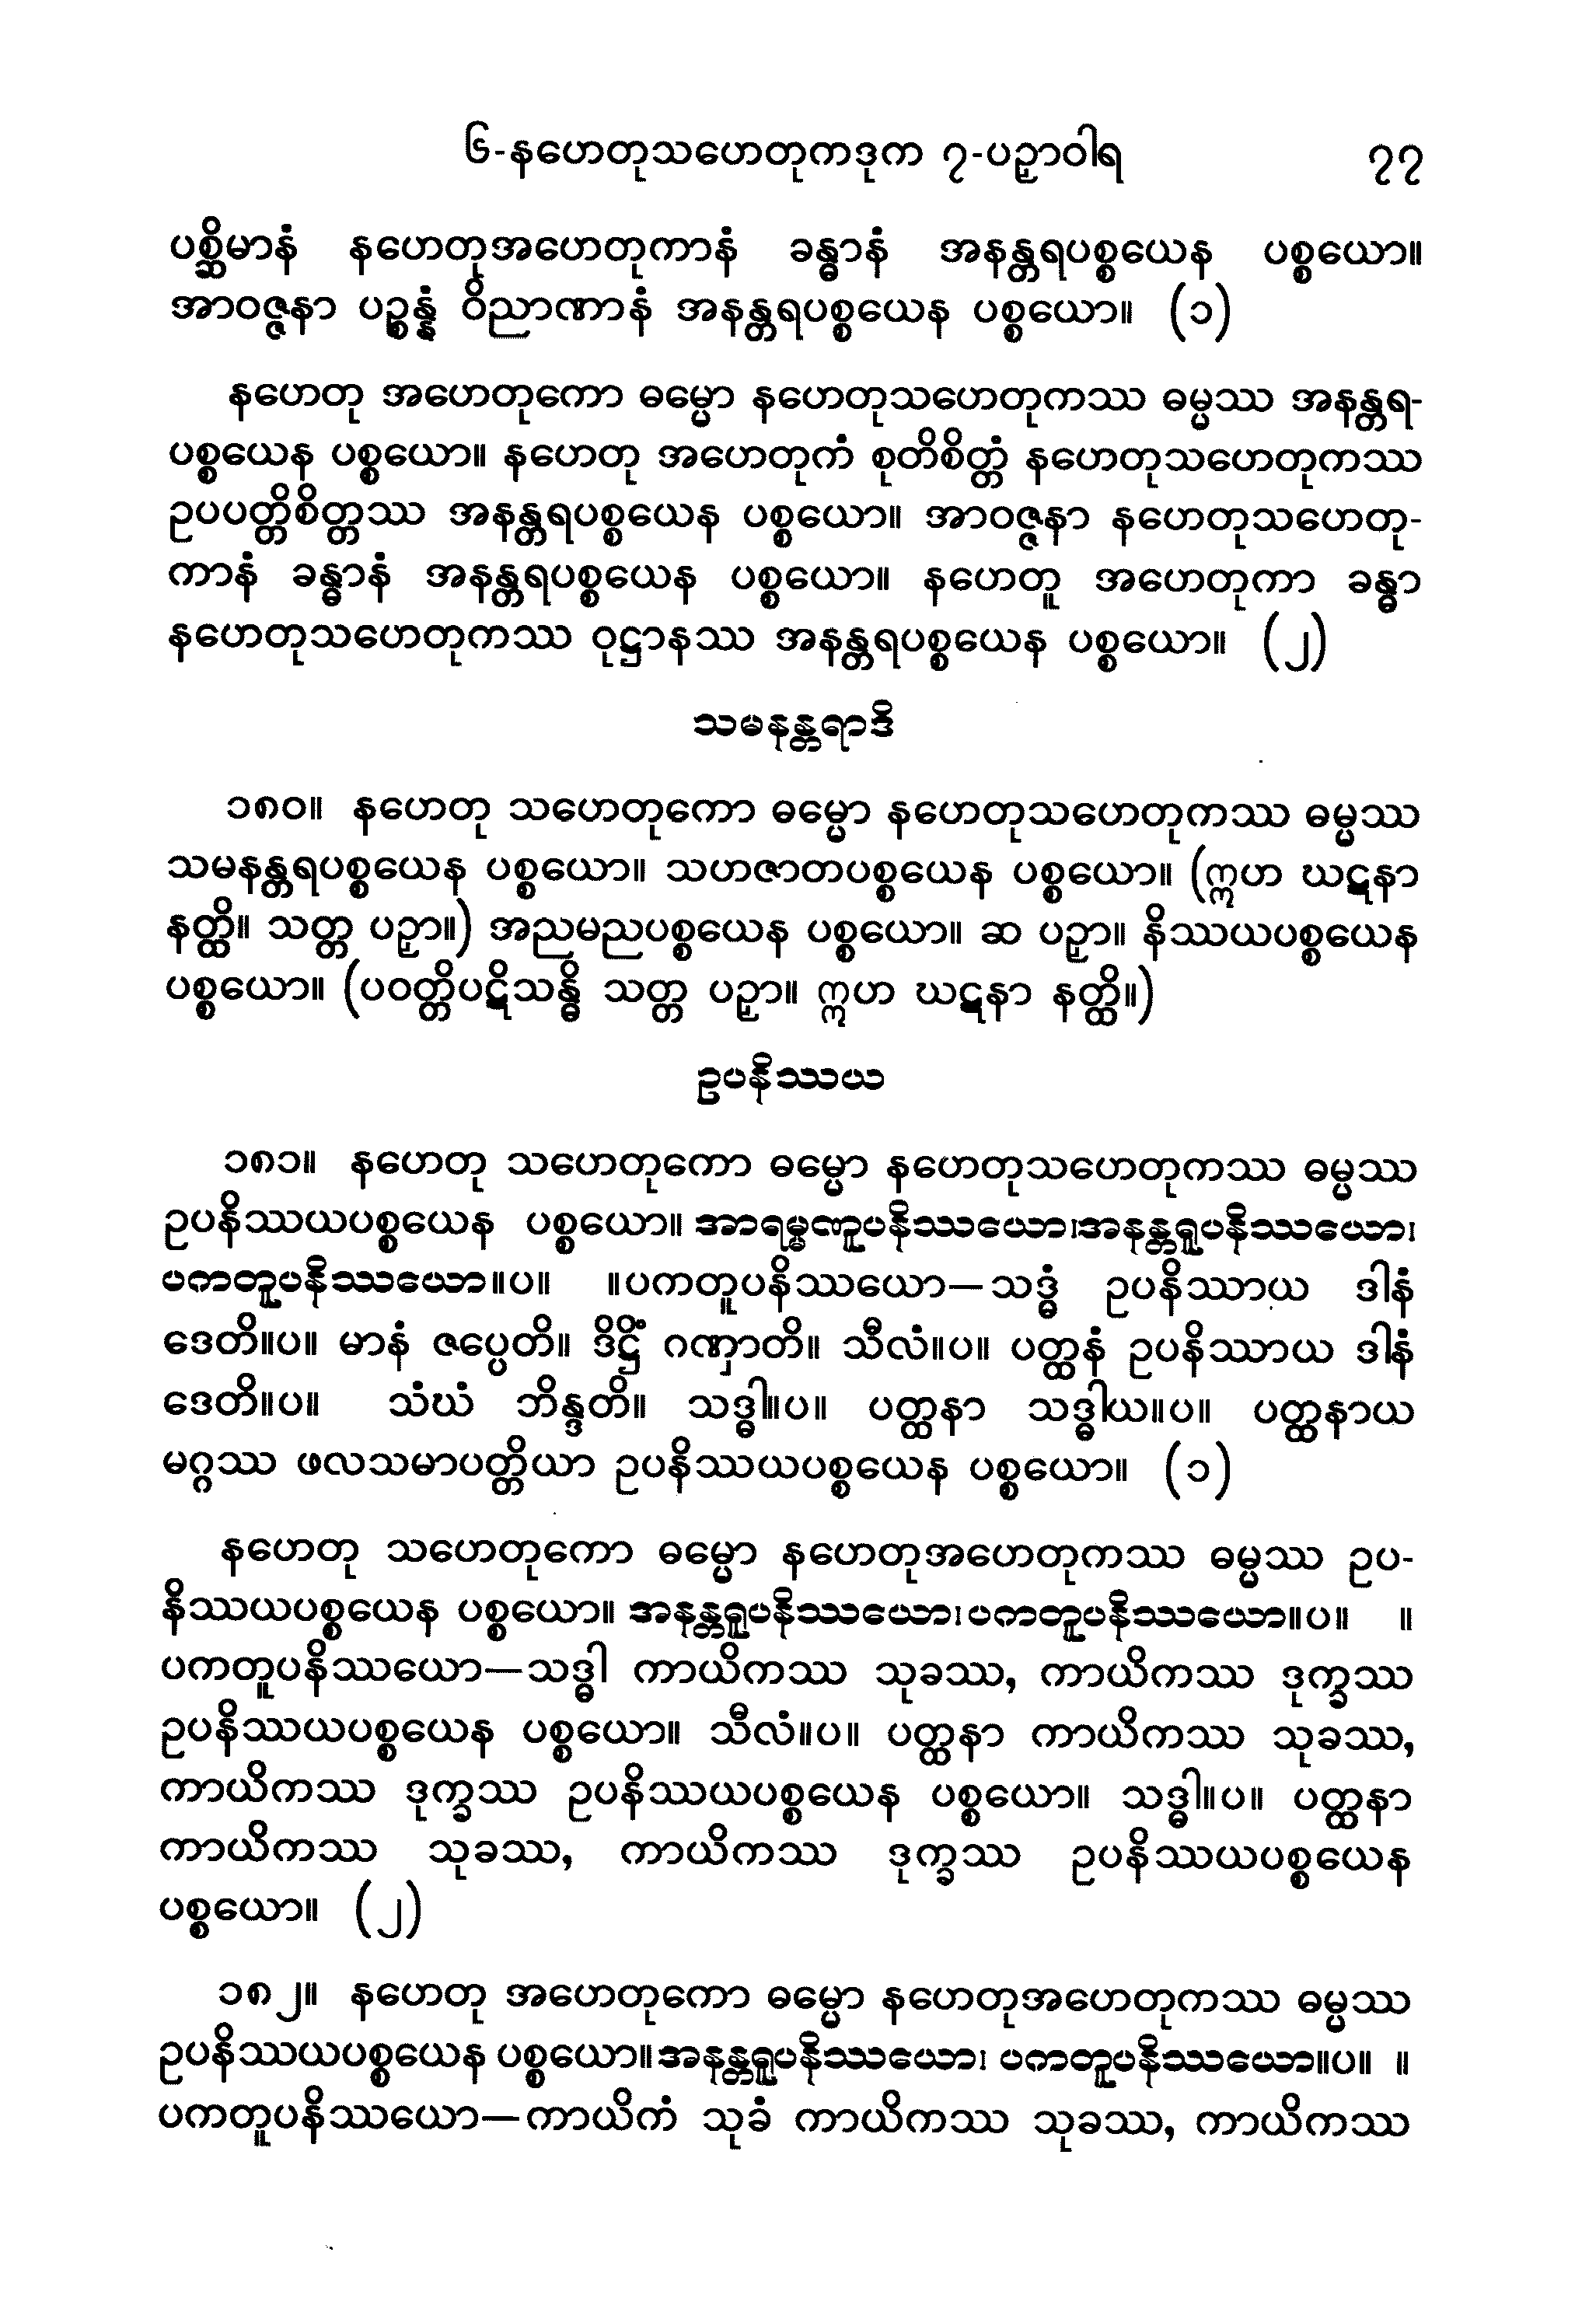 ၆-နဟေတုသဟေတုကဒုက ၇-ပဉှာဝါရ ၇၇
ပစ္ဆိမာနံ နဟေတုအဟေတုကာနံ ခန္ဓာနံ အနန္တရပစ္စယေန ပစ္စယော။
အာဝဇ္ဇနာ ပဉ္စန္နံ ဝိညာဏာနံ အနန္တရပစ္စယေန ပစ္စယော။ (၁)
နဟေတု အဟေတုကော ဓမ္မော နဟေတုသဟေတုကဿ ဓမ္မဿ အနန္တရ-
ပစ္စယေန ပစ္စယော။ နဟေတု အဟေတုကံ စုတိစိတ္တံ နဟေတုသဟေတုကဿ
ဥပပတ္တိစိတ္တဿ အနန္တရပစ္စယေန ပစ္စယော။ အာဝဇ္ဇနာ နဟေတုသဟေတု-
ကာနံ ခန္ဓာနံ အနန္တရပစ္စယေန ပစ္စယော။ နဟေတူ အဟေတုကာ ခန္ဓာ
နဟေတုသဟေတုကဿ ဝုဋ္ဌာနဿ အနန္တရပစ္စယေန ပစ္စယော။ (၂)
သမနန္တရာဒိ
၁၈၀။ နဟေတု သဟေတုကော ဓမ္မော နဟေတုသဟေတုကဿ ဓမ္မဿ
သမနန္တရပစ္စယေန ပစ္စယော။ သဟဇာတပစ္စယေန ပစ္စယော။ (ဣဟ ဃဋနာ
နတ္ထိ။ သတ္တ ပဉှာ။) အညမညပစ္စယေန ပစ္စယော။ ဆ ပဉှာ။ နိဿယပစ္စယေန
ပစ္စယော။ (ပဝတ္တိပဋိသန္ဓိ သတ္တ ပဉှာ။ ဣဟ ဃဋနာ နတ္ထိ။)
ဥပနိဿယ
၁၈၁။ နဟေတု သဟေတုကော ဓမ္မော နဟေတုသဟေတုကဿ ဓမ္မဿ
ဥပနိဿယပစ္စယေန ပစ္စယော။ အာရမ္မဏူပနိဿယော၊အနန္တရူပနိဿယော၊
ပကတူပနိဿယော။ပ။ ။ပကတူပနိဿယော—သဒ္ဓံ ဥပနိဿာယ ဒါနံ
ဒေတိ။ပ။ မာနံ ဇပ္ပေတိ။ ဒိဋ္ဌိံ ဂဏှာတိ။ သီလံ။ပ။ ပတ္ထနံ ဥပနိဿာယ ဒါနံ
ဒေတိ။ပ။ သံဃံ ဘိန္ဒတိ။ သဒ္ဓါ။ပ။ ပတ္ထနာ သဒ္ဓါယ။ပ။ ပတ္ထနာယ
မဂ္ဂဿ ဖလသမာပတ္တိယာ ဥပနိဿယပစ္စယေန ပစ္စယော။ (၁)
နဟေတု သဟေတုကော ဓမ္မော နဟေတုအဟေတုကဿ ဓမ္မဿ ဥပ-
နိဿယပစ္စယေန ပစ္စယော။ အနန္တရူပနိဿယော၊ ပကတူပနိဿယော။ပ။ ။
ပကတူပနိဿယော—သဒ္ဓါ ကာယိကဿ သုခဿ, ကာယိကဿ ဒုက္ခဿ
ဥပနိဿယပစ္စယေန ပစ္စယော။ သီလံ။ပ။ ပတ္ထနာ ကာယိကဿ သုခဿ,
ကာယိကဿ ဒုက္ခဿ ဥပနိဿယပစ္စယေန ပစ္စယော။ သဒ္ဓါ။ပ။ ပတ္ထနာ
ကာယိကဿ သုခဿ, ကာယိကဿ ဒုက္ခဿ ဥပနိဿယပစ္စယေန
ပစ္စယော။ (၂)
၁၈၂။ နဟေတု အဟေတုကော ဓမ္မော နဟေတုအဟေတုကဿ ဓမ္မဿ
ဥပနိဿယပစ္စယေန ပစ္စယော။အနန္တရူပနိဿယော၊ ပကတူပနိဿယော။ပ။ ။
ပကတူပနိဿယော—ကာယိကံ သုခံ ကာယိကဿ သုခဿ, ကာယိကဿ